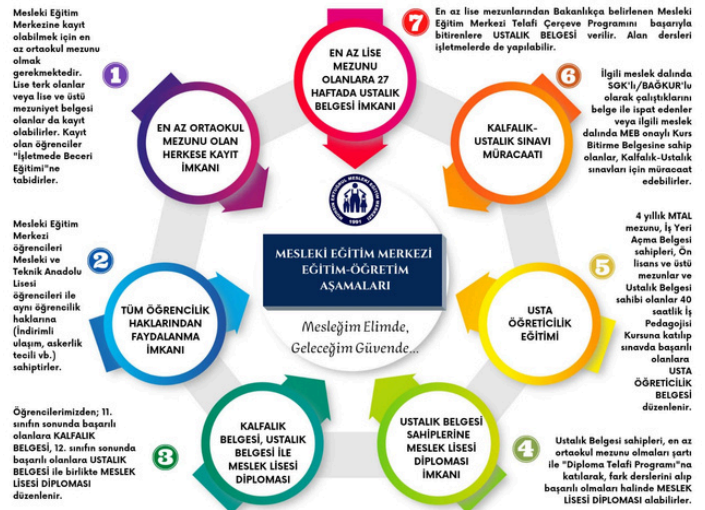 Mesleki Eğitim
Merkezine kayıt
olabilmek için en
az ortaokul mezunu
olmak
gerekmektedir.
Lise terk olanlar
veya lise ve üstü
mezuniyet belgesi
olanlar da kayıt
olabilirler. Kayıt
olan öğrenciler
"İşletmede Beceri
Eğitimi"ne
tabidirler.
1
EN AZ ORTAOKUL
MEZUNU OLAN
HERKESE KAYIT
İMKANI
Mesleki Eğitim
Merkezi
öğrencileri
Mesleki ve
Teknik Anadolu
Lisesi
öğrencileri ile
aynı öğrencilik
haklarına
(İndirimli
ulaşım, askerlik
tecili vb.)
sahiptirler.
2
TÜM ÖĞRENCİLİK
HAKLARINDAN
FAYDALANMA
İMKANI
Öğrencilerimizden; 11.
sınıfın sonunda başarılı
olanlara KALFALIK
BELGESİ, 12. sınıfın sonunda
başarılı olanlara USTALIK
BELGESİ ile birlikte MESLEK
LİSESİ DİPLOMASI
düzenlenir.
3
KALFALIK
BELGESİ, USTALIK
BELGESİ İLE
MESLEK LİSESİ
DİPLOMASI
USTALIK BELGESİ
SAHİPLERİNE
MESLEK LİSESİ
DİPLOMASI
İMKANI
4
Ustalık Belgesi sahipleri, en az
ortaokul mezunu olmaları şartı
ile "Diploma Telafi Programı"na
katılarak, fark derslerini alıp
başarılı olmaları halinde MESLEK
LİSESİ DİPLOMASI alabilirler.
USTA
ÖĞRETİCİLİK
EĞİTİMİ
5
4 yıllık MTAL
mezunu, İş Yeri
Açma Belgesi
sahipleri, Ön
lisans ve üstü
mezunlar ve
Ustalık Belgesi
sahibi olanlar 40
saatlik İş
Pedagojisi
Kursuna katılıp
sınavda başarılı
olanlara
USTA
ÖĞRETİCİLİK
BELGESİ
düzenlenir.
KALFALIK-
USTALIK SINAVI
MÜRACAATI
6
İlgili meslek dalında
SGK'lı/BAĞKUR'lu
olarak çalıştıklarını
belge ile ispat edenler
veya ilgili meslek
dalında MEB onaylı Kurs
Bitirme Belgesine sahip
olanlar, Kalfalık-Ustalık
sınavları için müracaat
edebilirler.
EN AZ LİSE
MEZUNU
OLANLARA 27
HAFTADA USTALIK
BELGESİ İMKANI
7
En az lise mezunlarından Bakanlıkça belirlenen Mesleki
Eğitim Merkezi Telafi Çerçeve Programını başarıyla
bitirenlere USTALIK BELGESİ verilir. Alan dersleri
işletmelerde de yapılabilir.
MESLEKİ EĞİTİM MERKEZİ
EĞİTİM-ÖĞRETİM
AŞAMALARI
Mesleğim Elimde,
Geleceğim Güvende...